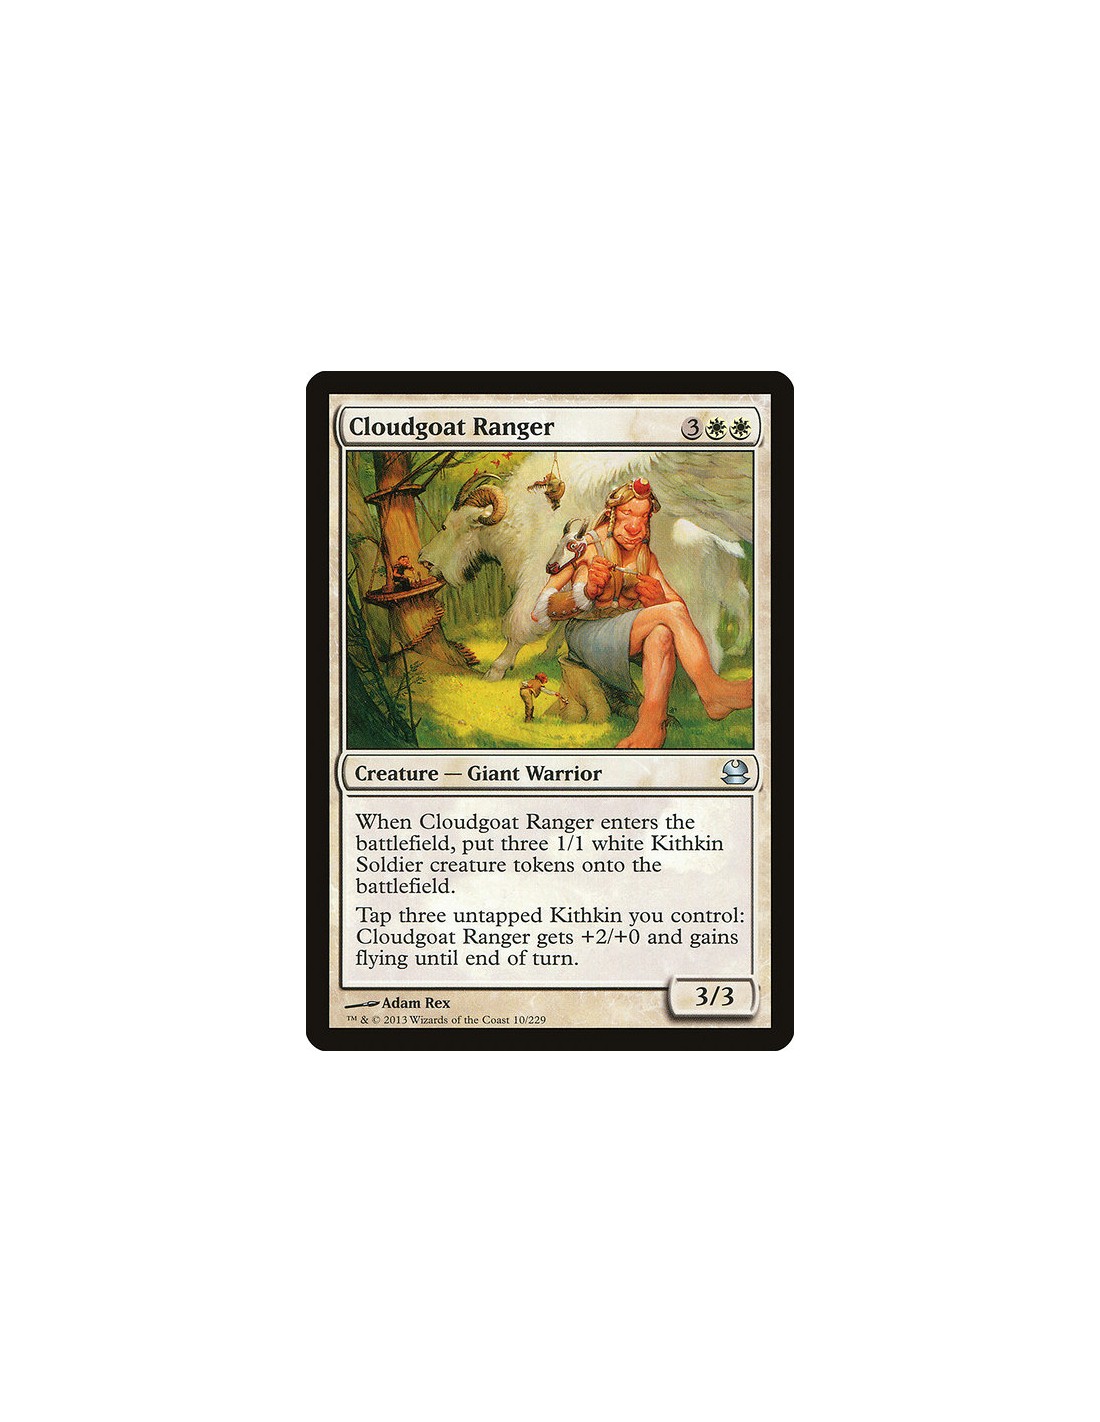 Cloudgoat Ranger 3
Creature — Giant Warrior
When Cloudgoat Ranger enters the
battlefield, put three 1/1 white Kithkin
Soldier creature tokens onto the
battlefield.
Tap three untapped Kithkin you control:
Cloudgoat Ranger gets +2/+0 and gains
flying until end of turn.
3/3
Adam Rex
™ & © 2013 Wizards of the Coast 10/229